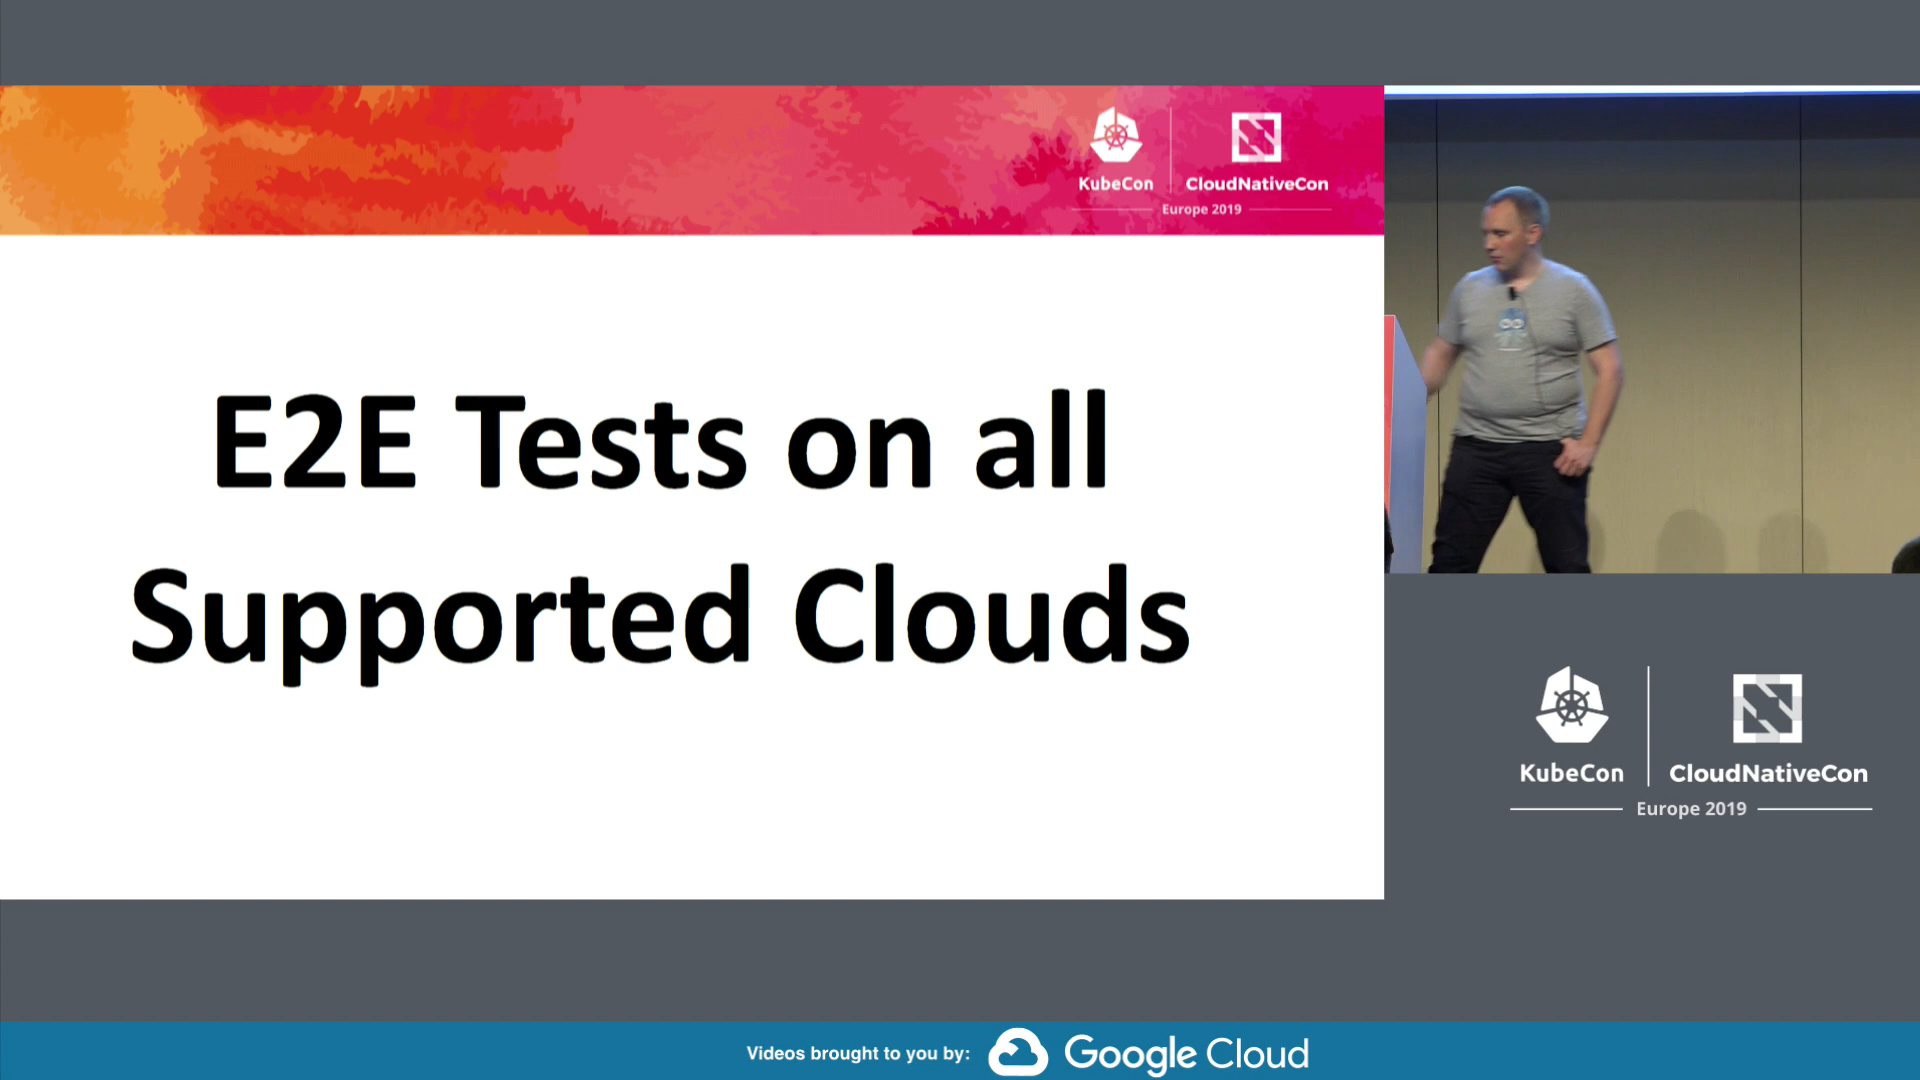 KubeCon
CloudNativeCon
Europe 2019
E2E Tests on all
Supported Clouds
KubeCon
CloudNativeCon
Europe 2019
Videos brought to you by:
Google Cloud